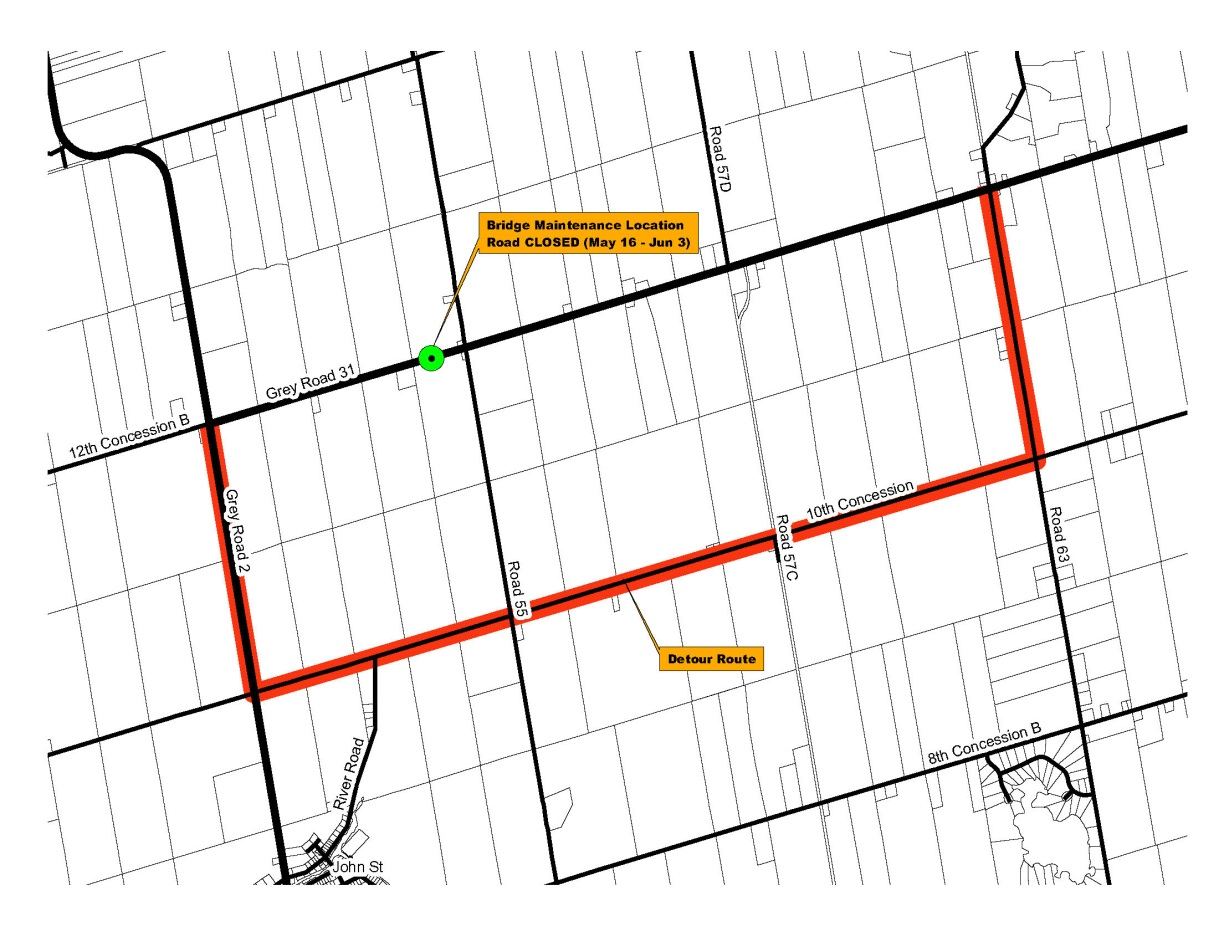 Road 57D
Bridge Maintenance Location
Road CLOSED (May 16 - Jun 3)
Grey Road 31
12th Concession B
Grey Road 2
10th Concession
Road 57C
Road 63
Road 55
Detour Route
8th Concession B
River Road
John St